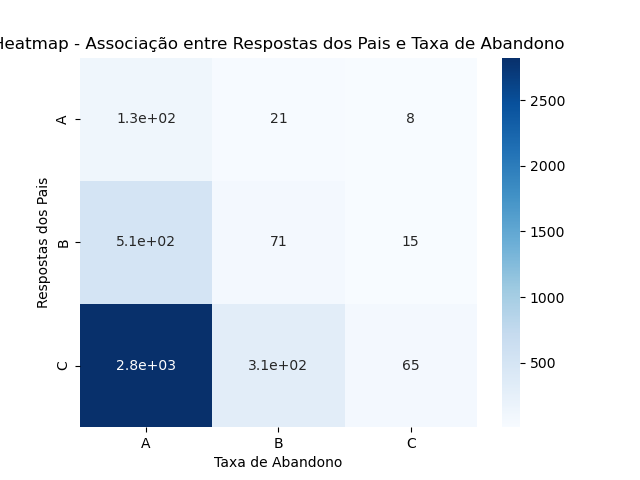 Heatmap - Associação entre Respostas dos Pais e Taxa de Abandono
Respostas dos Pais
A
1.3e+02
21
8
B
5.1e+02
71
15
C
2.8e+03
3.1e+02
65
A
B
C
Taxa de Abandono
2500
2000
1500
1000
500